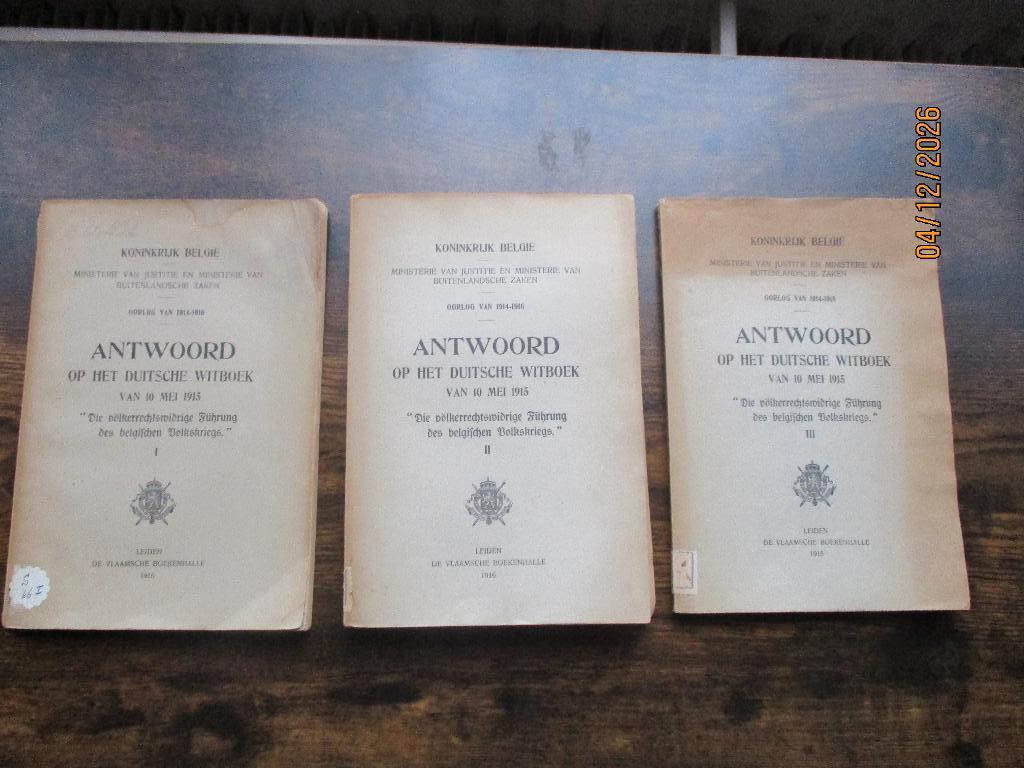 KONINKRIJK BELGIË
MINISTERIE VAN JUSTITIE EN MINISTERIE VAN
BUITENLANDSCHE ZAKEN
OORLOG VAN 1914-1916
ANTWOORD
OP HET DUITSCHE WITBOEK
VAN 10 MEI 1915
"Die völkerrechtswidrige Führung
des belgischen Volkskriegs."
I
LEIDEN
DE VLAAMSCHE BOEKENHALLE
1916
S
66 I
KONINKRIJK BELGIË
MINISTERIE VAN JUSTITIE EN MINISTERIE VAN
BUITENLANDSCHE ZAKEN
OORLOG VAN 1914-1916
ANTWOORD
OP HET DUITSCHE WITBOEK
VAN 10 MEI 1915
"Die völkerrechtswidrige Führung
des belgischen Volkskriegs."
II
LEIDEN
DE VLAAMSCHE BOEKENHALLE
1916
KONINKRIJK BELGIË
MINISTERIE VAN JUSTITIE EN MINISTERIE VAN
BUITENLANDSCHE ZAKEN
OORLOG VAN 1914-1916
ANTWOORD
OP HET DUITSCHE WITBOEK
VAN 10 MEI 1915
"Die völkerrechtswidrige Führung
des belgischen Volkskriegs."
III
LEIDEN
DE VLAAMSCHE BOEKENHALLE
1916
04/12/2026